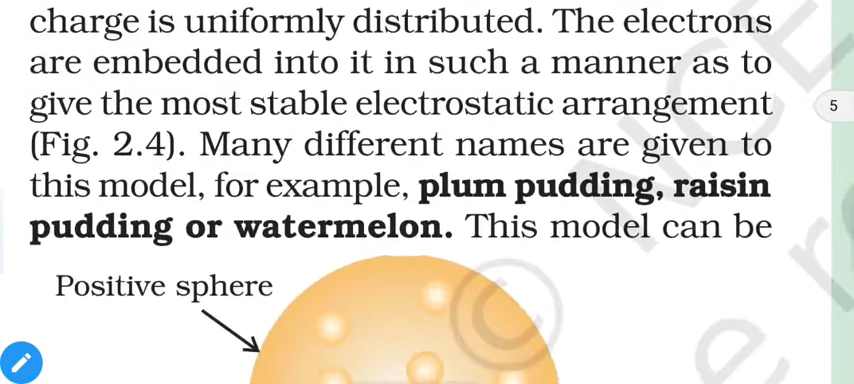 charge is uniformly distributed. The electrons
are embedded into it in such a manner as to
give the most stable electrostatic arrangement
(Fig. 2.4). Many different names are given to
this model, for example, plum pudding, raisin
pudding or watermelon. This model can be
Positive sphere
5
© NCE
e r